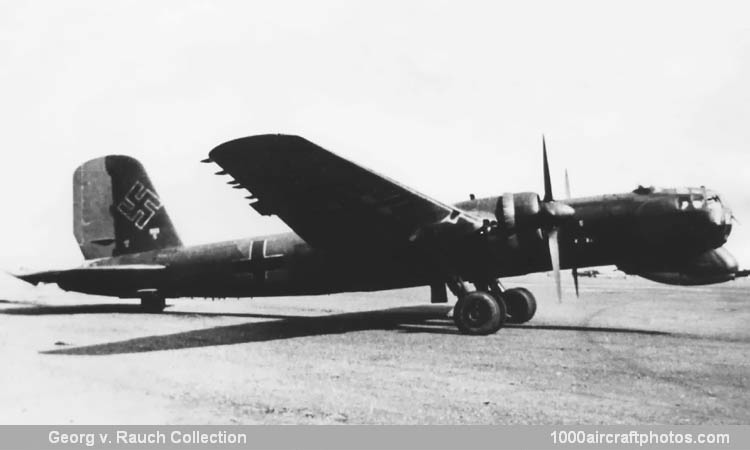 T
Georg v. Rauch Collection
1000aircraftphotos.com